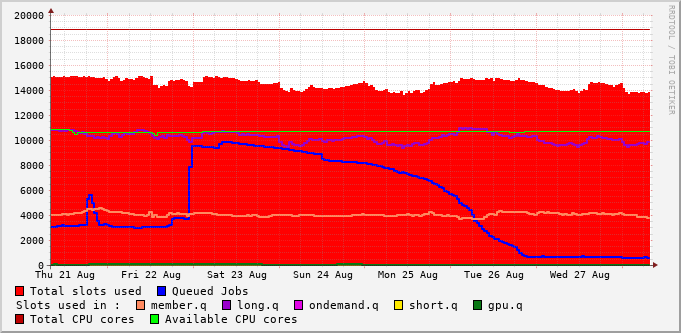 20000
18000
16000
14000
12000
10000
8000
6000
4000
2000
0
Thu 21 Aug Fri 22 Aug Sat 23 Aug Sun 24 Aug Mon 25 Aug Tue 26 Aug Wed 27 Aug
Total slots used Queued Jobs
Slots used in : member.q long.q ondemand.q short.q gpu.q
Total CPU cores Available CPU cores
RRDTOOL / TOBI OETIKER